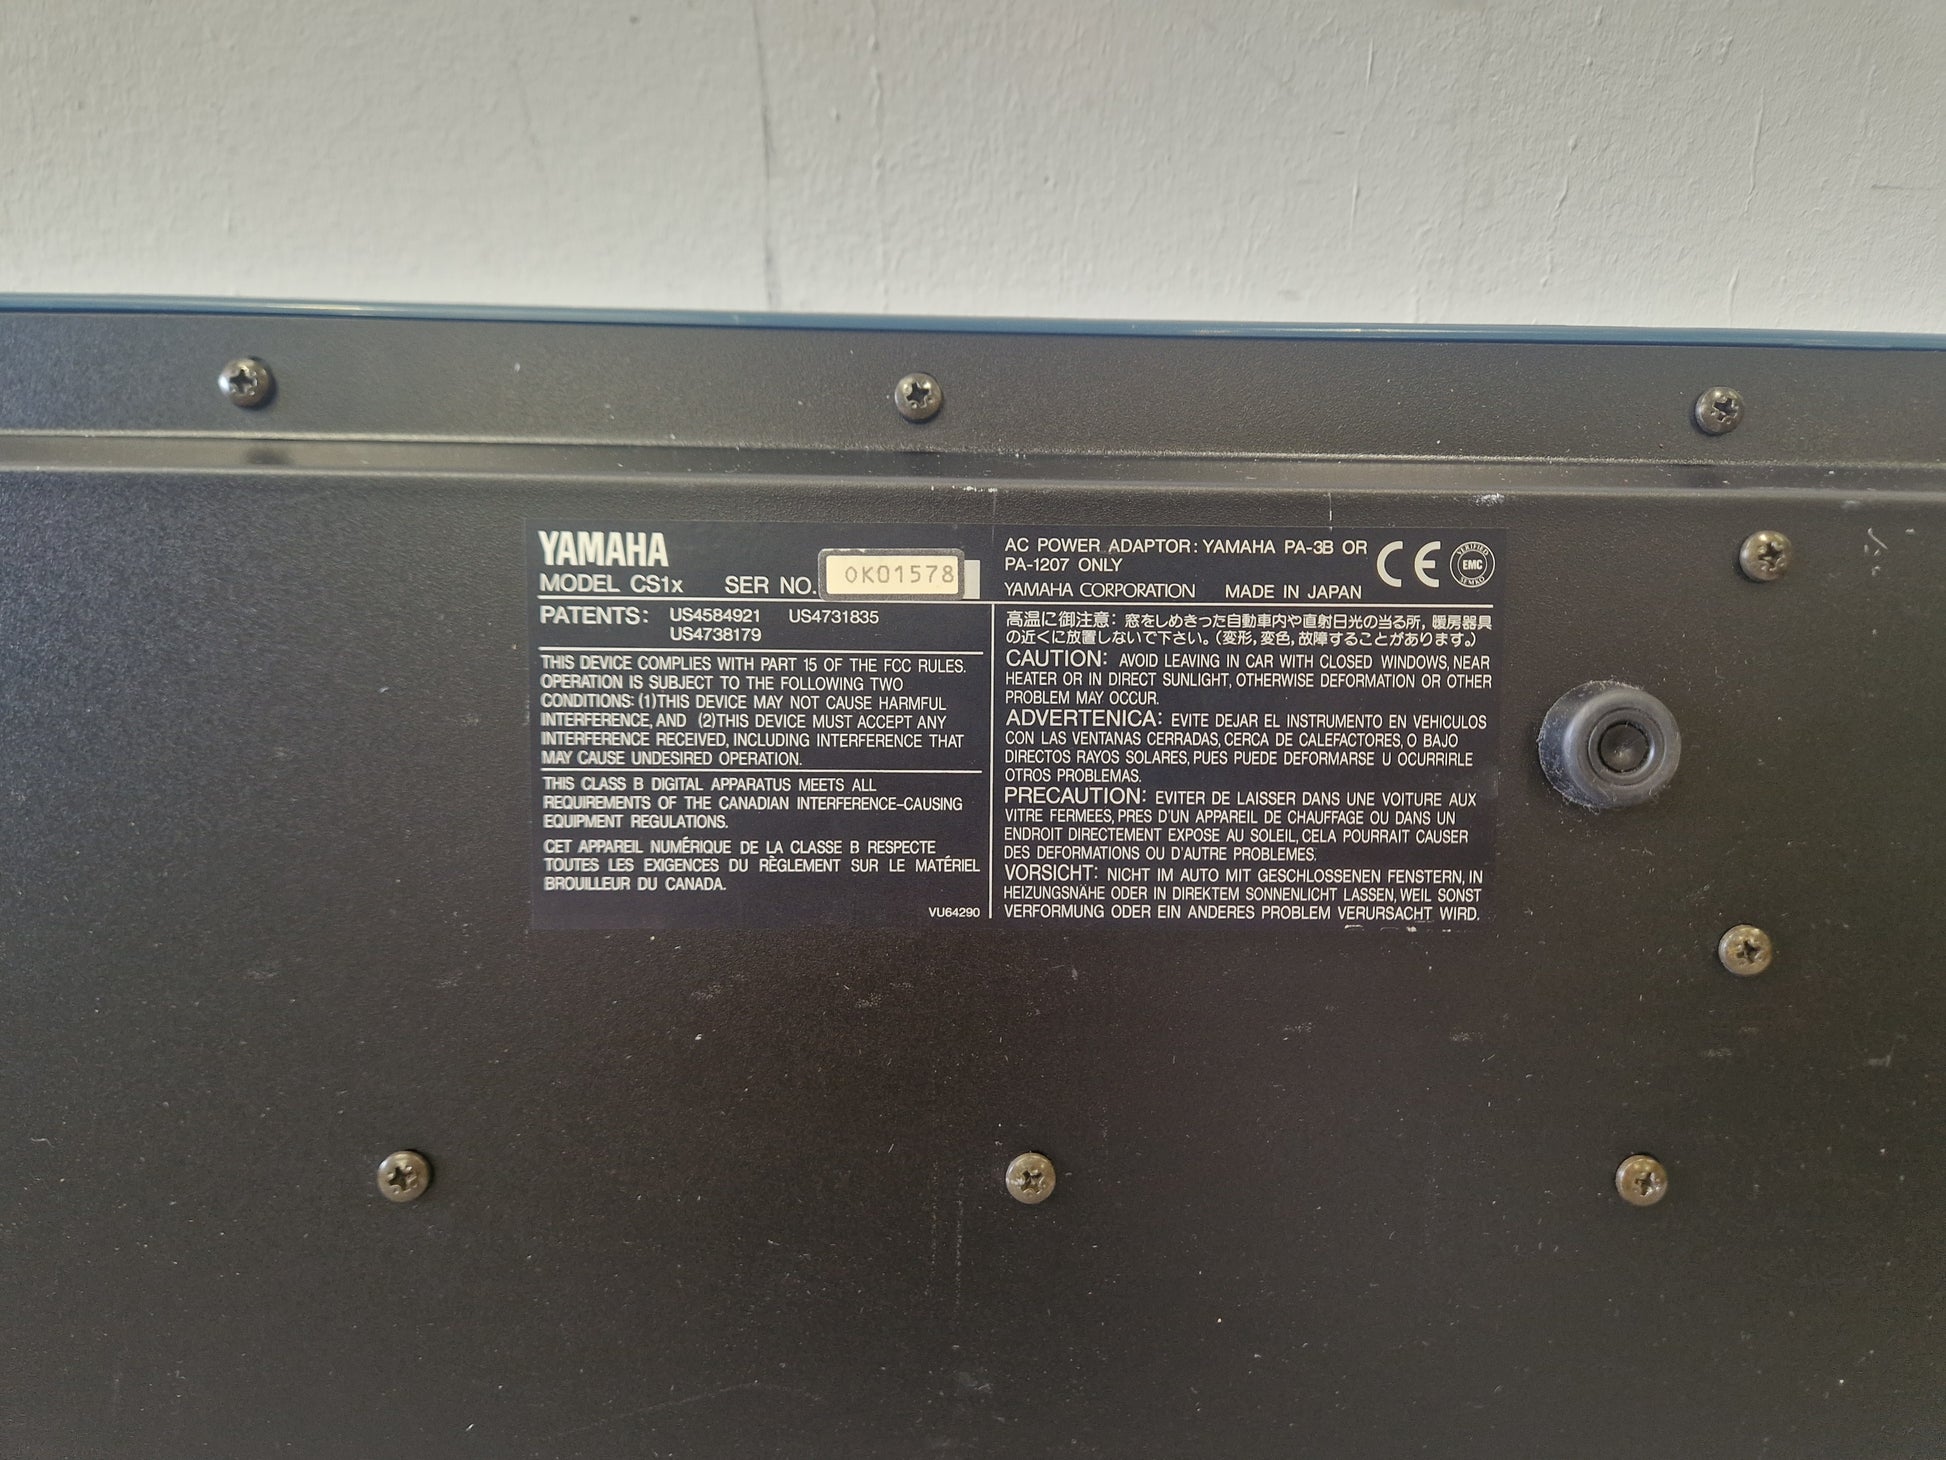 YAMAHA
MODEL CS1x SER NO. 0K01578
PATENTS: US4584921 US4731835
US4738179
THIS DEVICE COMPLIES WITH PART 15 OF THE FCC RULES.
OPERATION IS SUBJECT TO THE FOLLOWING TWO
CONDITIONS: (1)THIS DEVICE MAY NOT CAUSE HARMFUL
INTERFERENCE, AND (2)THIS DEVICE MUST ACCEPT ANY
INTERFERENCE RECEIVED, INCLUDING INTERFERENCE THAT
MAY CAUSE UNDESIRED OPERATION.
THIS CLASS B DIGITAL APPARATUS MEETS ALL
REQUIREMENTS OF THE CANADIAN INTERFERENCE-CAUSING
EQUIPMENT REGULATIONS.
CET APPAREIL NUMÉRIQUE DE LA CLASSE B RESPECTE
TOUTES LES EXIGENCES DU RÈGLEMENT SUR LE MATÉRIEL
BROUILLEUR DU CANADA.
VU64290
AC POWER ADAPTOR: YAMAHA PA-3B OR
PA-1207 ONLY
YAMAHA CORPORATION MADE IN JAPAN
CE
VERIFIED
EMC
SEMKO
高温に御注意: 窓をしめきった自動車内や直射日光の当る所, 暖房器具
の近くに放置しないで下さい。(変形, 変色, 故障することがあります。)
CAUTION: AVOID LEAVING IN CAR WITH CLOSED WINDOWS, NEAR
HEATER OR IN DIRECT SUNLIGHT, OTHERWISE DEFORMATION OR OTHER
PROBLEM MAY OCCUR.
ADVERTENICA: EVITE DEJAR EL INSTRUMENTO EN VEHICULOS
CON LAS VENTANAS CERRADAS, CERCA DE CALEFACTORES, O BAJO
DIRECTOS RAYOS SOLARES, PUES PUEDE DEFORMARSE U OCURRIRLE
OTROS PROBLEMAS.
PRECAUTION: EVITER DE LAISSER DANS UNE VOITURE AUX
VITRE FERMEES, PRES D'UN APPAREIL DE CHAUFFAGE OU DANS UN
ENDROIT DIRECTEMENT EXPOSE AU SOLEIL, CELA POURRAIT CAUSER
DES DEFORMATIONS OU D'AUTRE PROBLEMES.
VORSICHT: NICHT IM AUTO MIT GESCHLOSSENEN FENSTERN, IN
HEIZUNGSNÄHE ODER IN DIREKTEM SONNENLICHT LASSEN, WEIL SONST
VERFORMUNG ODER EIN ANDERES PROBLEM VERURSACHT WIRD.